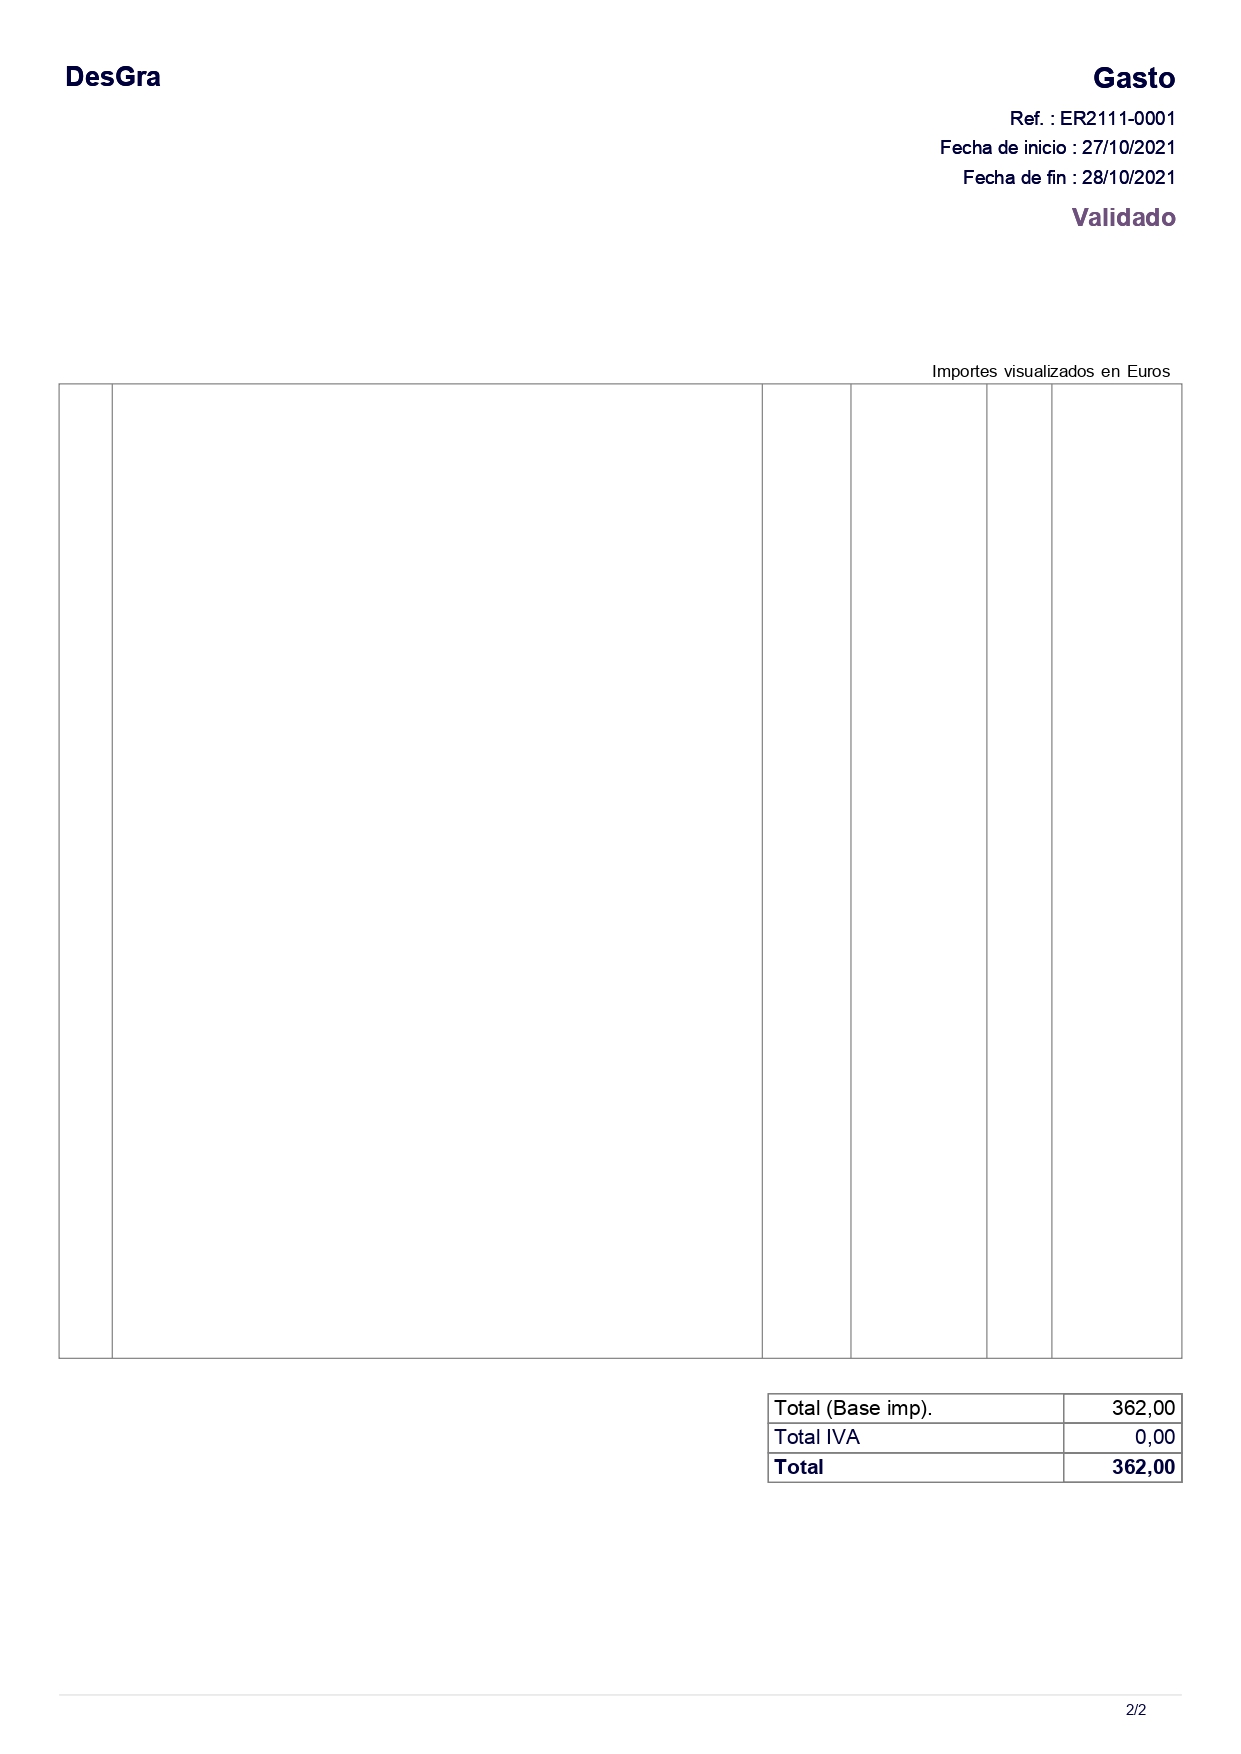 DesGra
Gasto
Ref. : ER2111-0001
Fecha de inicio : 27/10/2021
Fecha de fin : 28/10/2021
Validado
Importes visualizados en Euros
Total (Base imp). 362,00
Total IVA 0,00
Total 362,00
2/2